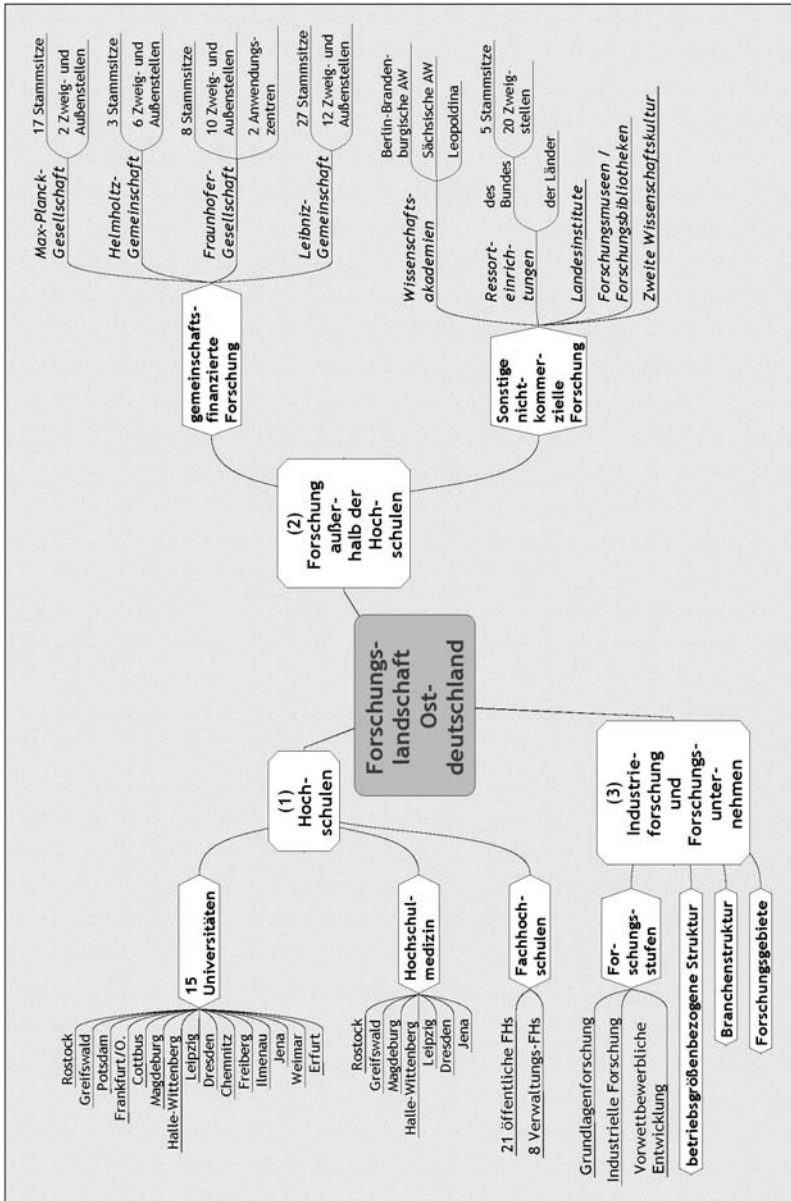 Forschungs-
landschaft
Ost-
deutschland
(1)
Hoch-
schulen
15
Universitäten
Rostock
Greifswald
Potsdam
Frankfurt/O.
Cottbus
Magdeburg
Halle-Wittenberg
Leipzig
Dresden
Chemnitz
Freiberg
Ilmenau
Jena
Weimar
Erfurt
Hochschul-
medizin
Rostock
Greifswald
Magdeburg
Halle-Wittenberg
Leipzig
Dresden
Jena
Fachhoch-
schulen
21 öffentliche FHs
8 Verwaltungs-FHs
(2)
Forschung
außer-
halb der
Hoch-
schulen
gemeinschafts-
finanzierte
Forschung
Max-Planck-
Gesellschaft
17 Stammsitze
2 Zweig- und
Außenstellen
Helmholtz-
Gemeinschaft
3 Stammsitze
6 Zweig- und
Außenstellen
Fraunhofer-
Gesellschaft
8 Stammsitze
10 Zweig- und
Außenstellen
2 Anwendungs-
zentren
Leibniz-
Gemeinschaft
27 Stammsitze
12 Zweig- und
Außenstellen
Sonstige
nicht-
kommer-
zielle
Forschung
Wissenschafts-
akademien
Berlin-Branden-
burgische AW
Sächsische AW
Leopoldina
Ressort-
einrich-
tungen
des
Bundes
5 Stammsitze
20 Zweig-
stellen
der Länder
Landesinstitute
Forschungsmuseen /
Forschungsbibliotheken
Zweite Wissenschaftskultur
(3)
Industrie-
forschung
und
Forschungs-
unter-
nehmen
For-
schungs-
stufen
Grundlagenforschung
Industrielle Forschung
Vorwettbewerbliche
Entwicklung
betriebsgrößenbezogene Struktur
Branchenstruktur
Forschungsgebiete